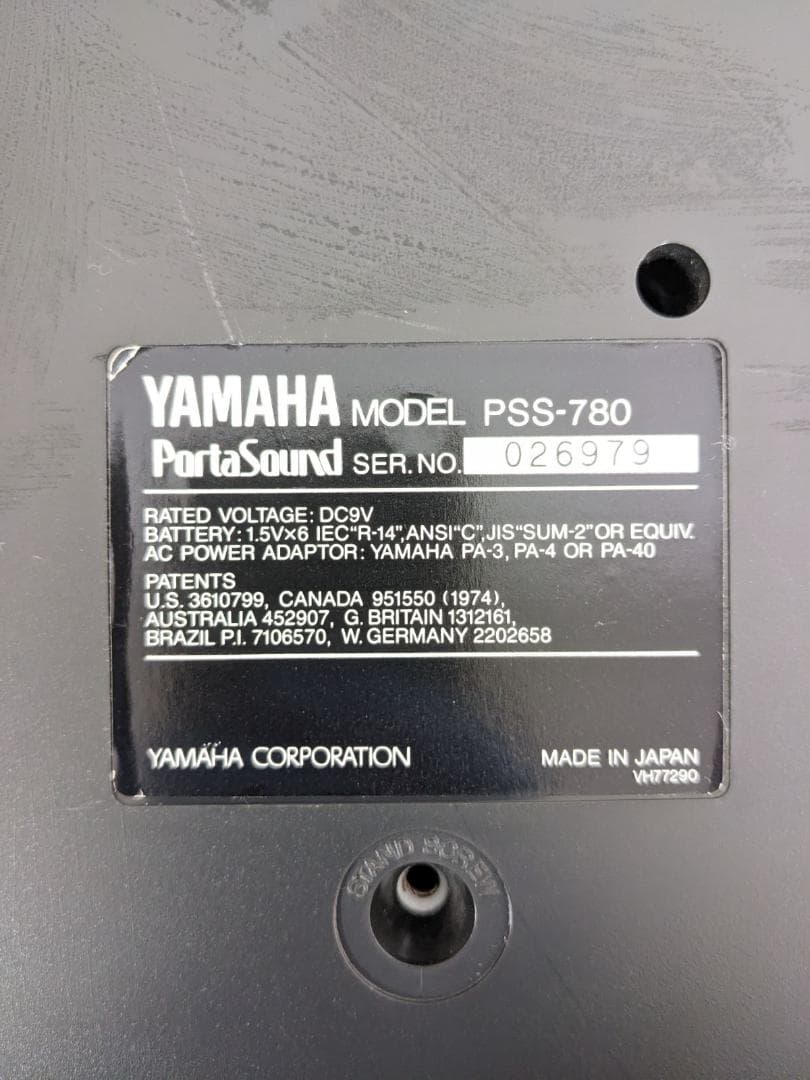 YAMAHA MODEL PSS-780
PortaSound SER. NO. 026979
RATED VOLTAGE: DC9V
BATTERY: 1.5V×6 IEC"R-14",ANSI"C",JIS"SUM-2"OR EQUIV.
AC POWER ADAPTOR: YAMAHA PA-3, PA-4 OR PA-40
PATENTS
U.S. 3610799, CANADA 951550 (1974),
AUSTRALIA 452907, G. BRITAIN 1312161,
BRAZIL P.I. 7106570, W. GERMANY 2202658
YAMAHA CORPORATION
MADE IN JAPAN
VH77290
STAND SCREW